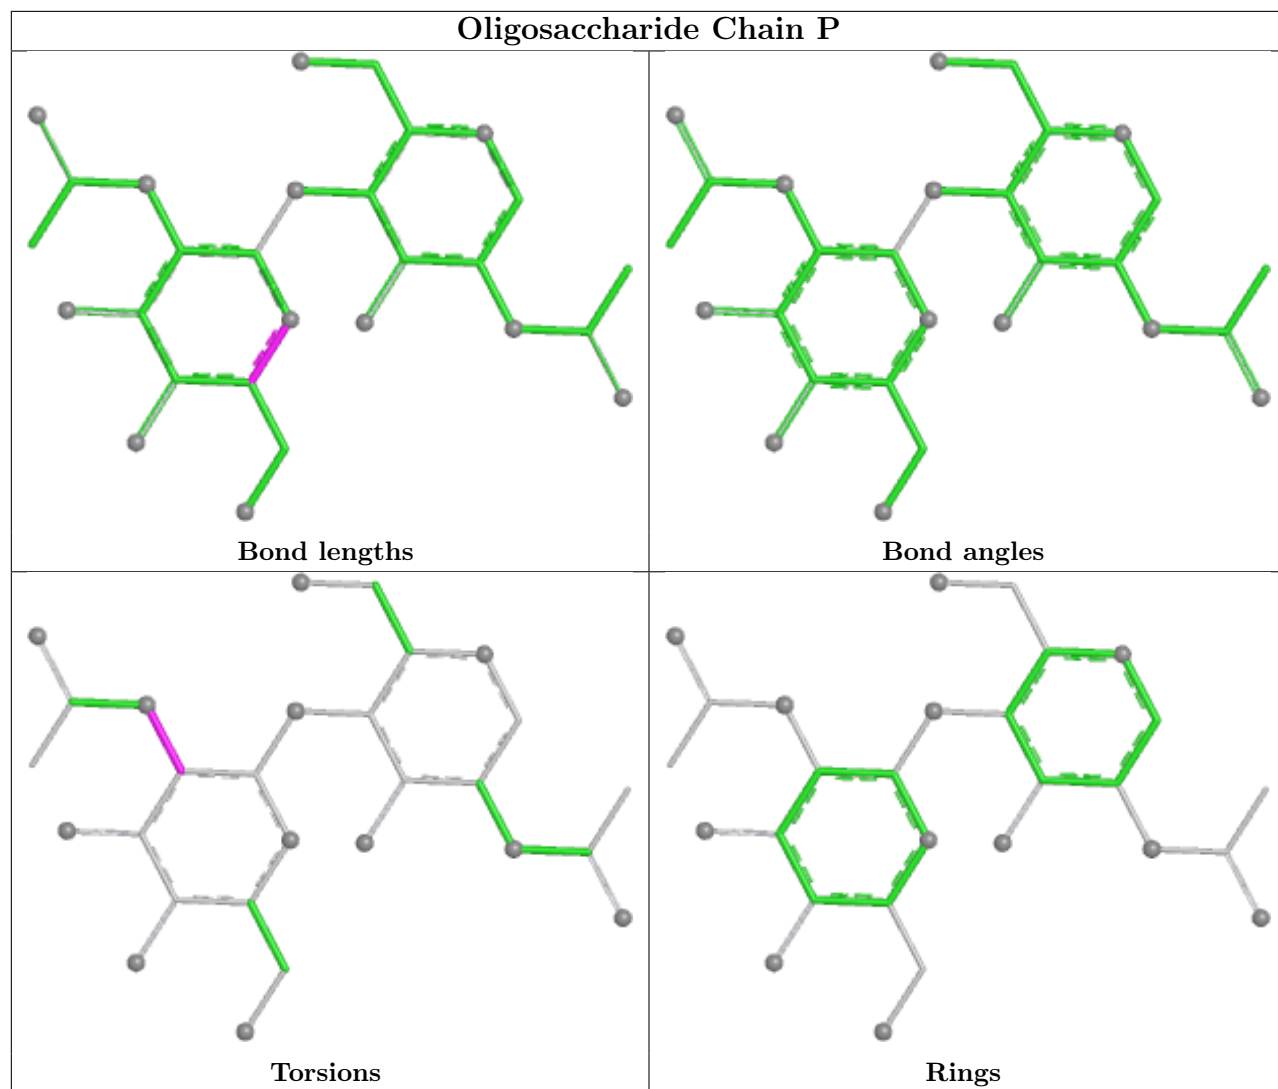 Oligosaccharide Chain P
Bond lengths
Bond angles
Torsions
Rings